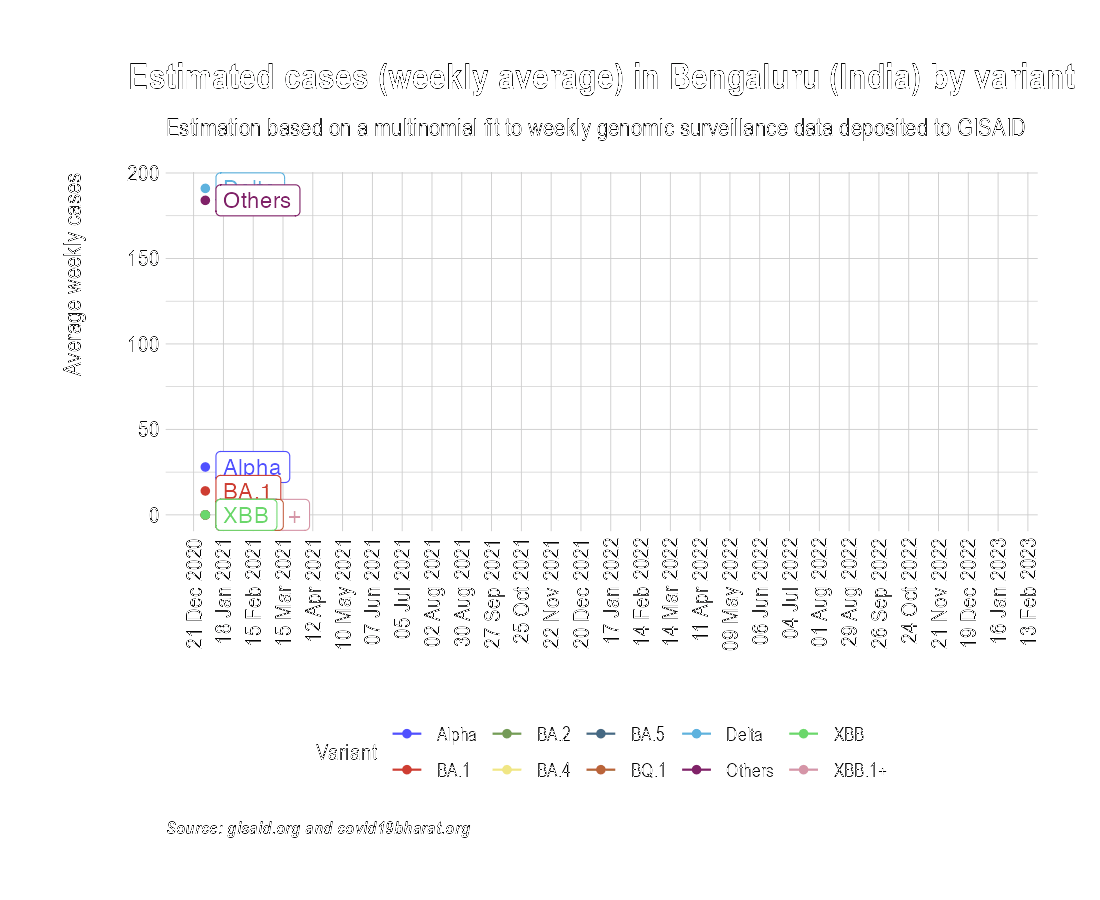 Estimated cases (weekly average) in Bengaluru (India) by variant
Estimation based on a multinomial fit to weekly genomic surveillance data deposited to GISAID
Average weekly cases
200
150
100
50
0
Others
Alpha
BA.1
XBB
+
21 Dec 2020
18 Jan 2021
15 Feb 2021
15 Mar 2021
12 Apr 2021
10 May 2021
07 Jun 2021
05 Jul 2021
02 Aug 2021
30 Aug 2021
27 Sep 2021
25 Oct 2021
22 Nov 2021
20 Dec 2021
17 Jan 2022
14 Feb 2022
14 Mar 2022
11 Apr 2022
09 May 2022
06 Jun 2022
04 Jul 2022
01 Aug 2022
29 Aug 2022
26 Sep 2022
24 Oct 2022
21 Nov 2022
19 Dec 2022
16 Jan 2023
13 Feb 2023
Variant
Alpha BA.2 BA.5 Delta XBB
BA.1 BA.4 BQ.1 Others XBB.1+
Source: gisaid.org and covid19bharat.org